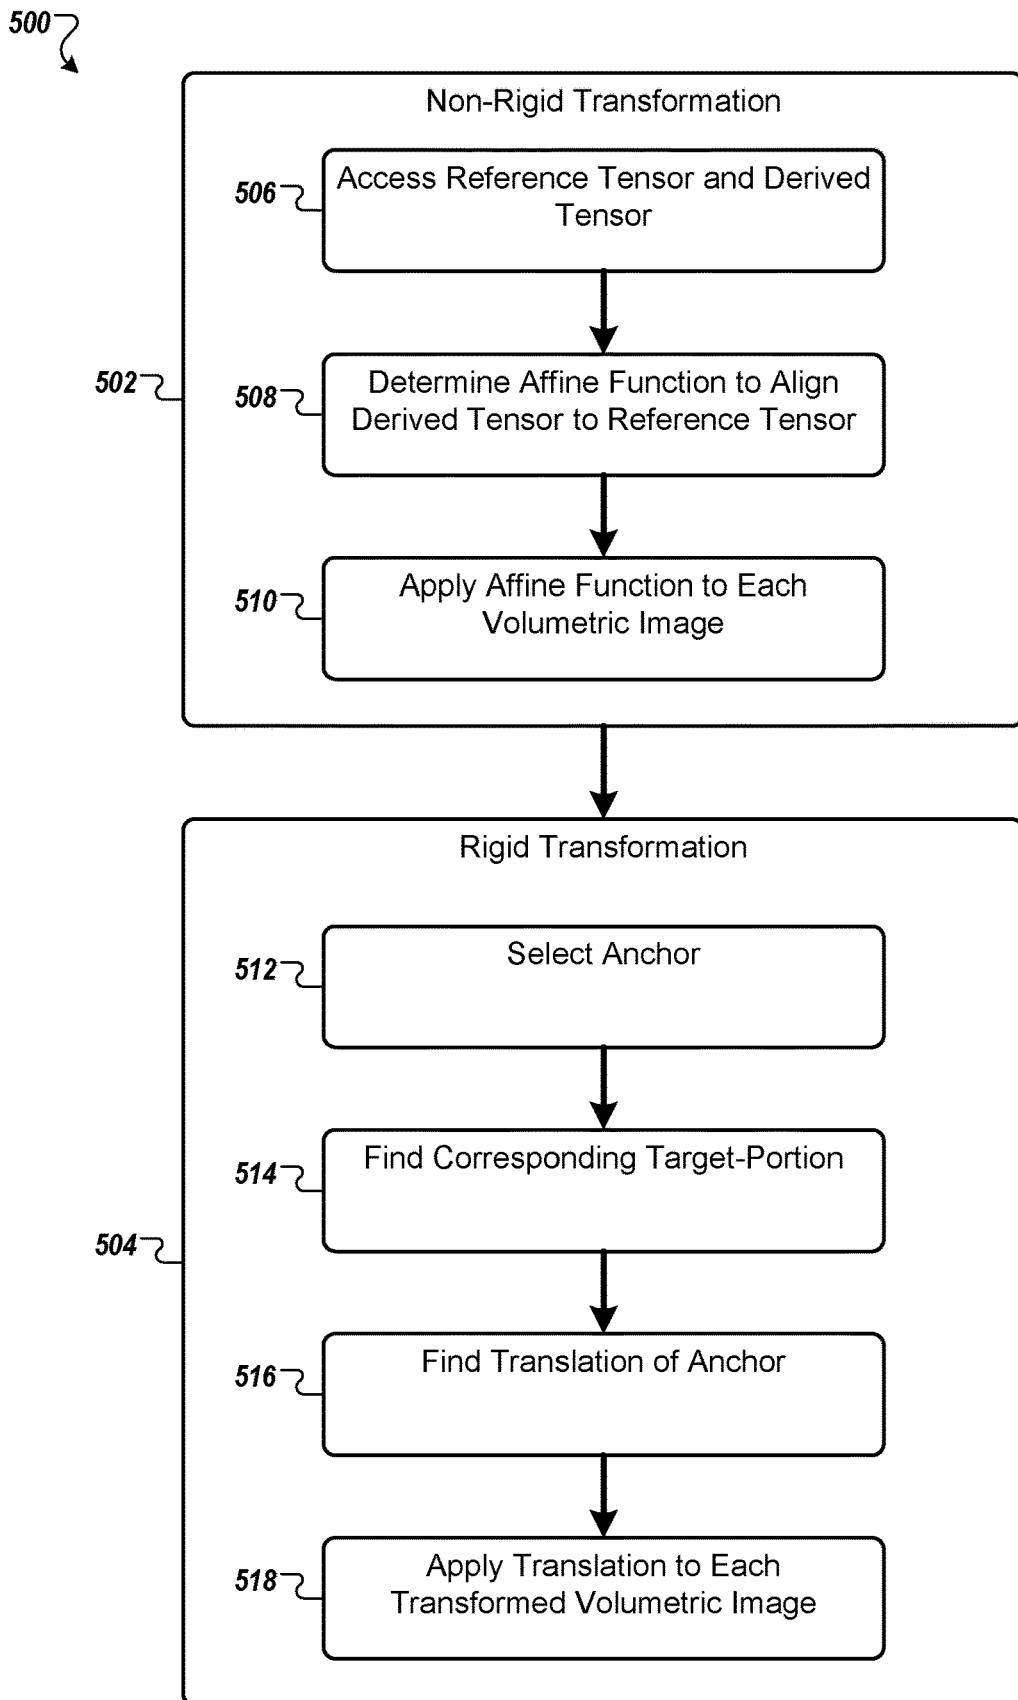 500
Non-Rigid Transformation
506
Access Reference Tensor and Derived
Tensor
502
508
Determine Affine Function to Align
Derived Tensor to Reference Tensor
510
Apply Affine Function to Each
Volumetric Image
Rigid Transformation
512
Select Anchor
514
Find Corresponding Target-Portion
504
516
Find Translation of Anchor
518
Apply Translation to Each
Transformed Volumetric Image